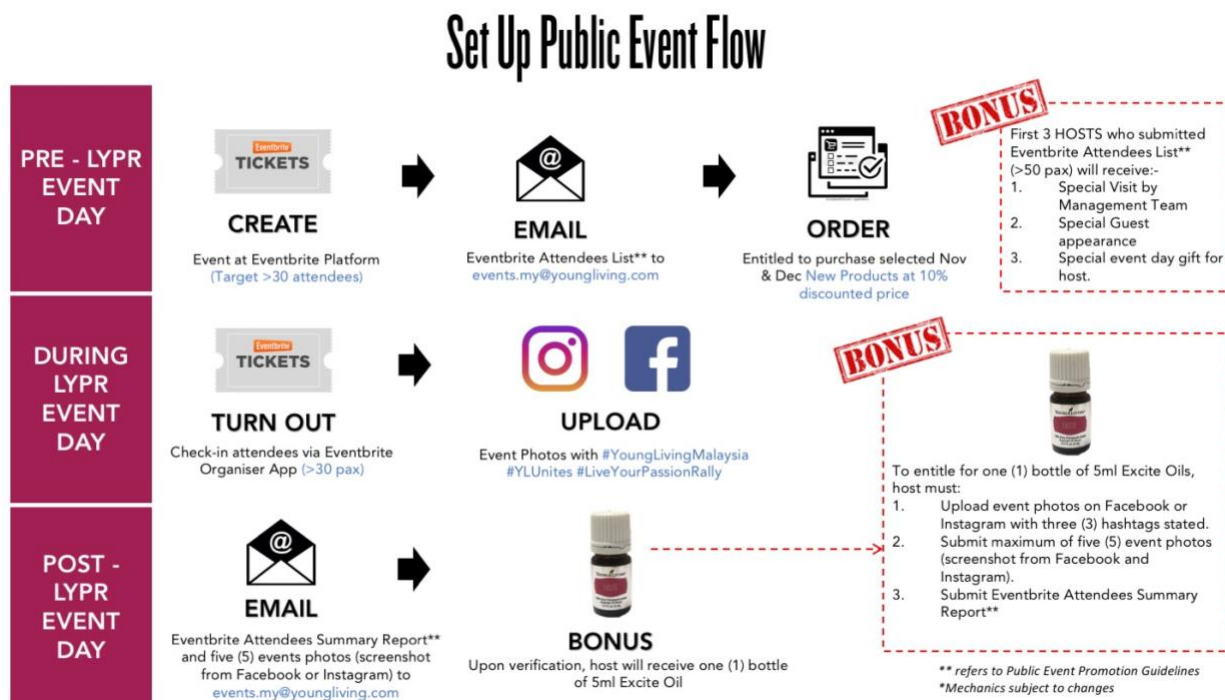 Set Up Public Event Flow
PRE - LYPR
EVENT
DAY
Eventbrite
TICKETS
CREATE
Event at Eventbrite Platform
(Target >30 attendees)
@
EMAIL
Eventbrite Attendees List** to
events.my@youngliving.com
ORDER
Entitled to purchase selected Nov
& Dec New Products at 10%
discounted price
BONUS
First 3 HOSTS who submitted
Eventbrite Attendees List**
(>50 pax) will receive:-
1. Special Visit by
Management Team
2. Special Guest
appearance
3. Special event day gift for
host.
DURING
LYPR
EVENT
DAY
Eventbrite
TICKETS
TURN OUT
Check-in attendees via Eventbrite
Organiser App (>30 pax)
UPLOAD
Event Photos with #YoungLivingMalaysia
#YLUnites #LiveYourPassionRally
BONUS
To entitle for one (1) bottle of 5ml Excite Oils,
host must:
1. Upload event photos on Facebook or
Instagram with three (3) hashtags stated.
2. Submit maximum of five (5) event photos
(screenshot from Facebook and
Instagram).
3. Submit Eventbrite Attendees Summary
Report**
POST -
LYPR
EVENT
DAY
@
EMAIL
Eventbrite Attendees Summary Report**
and five (5) events photos (screenshot
from Facebook or Instagram) to
events.my@youngliving.com
BONUS
Upon verification, host will receive one (1) bottle
of 5ml Excite Oil
** refers to Public Event Promotion Guidelines
*Mechanics subject to changes